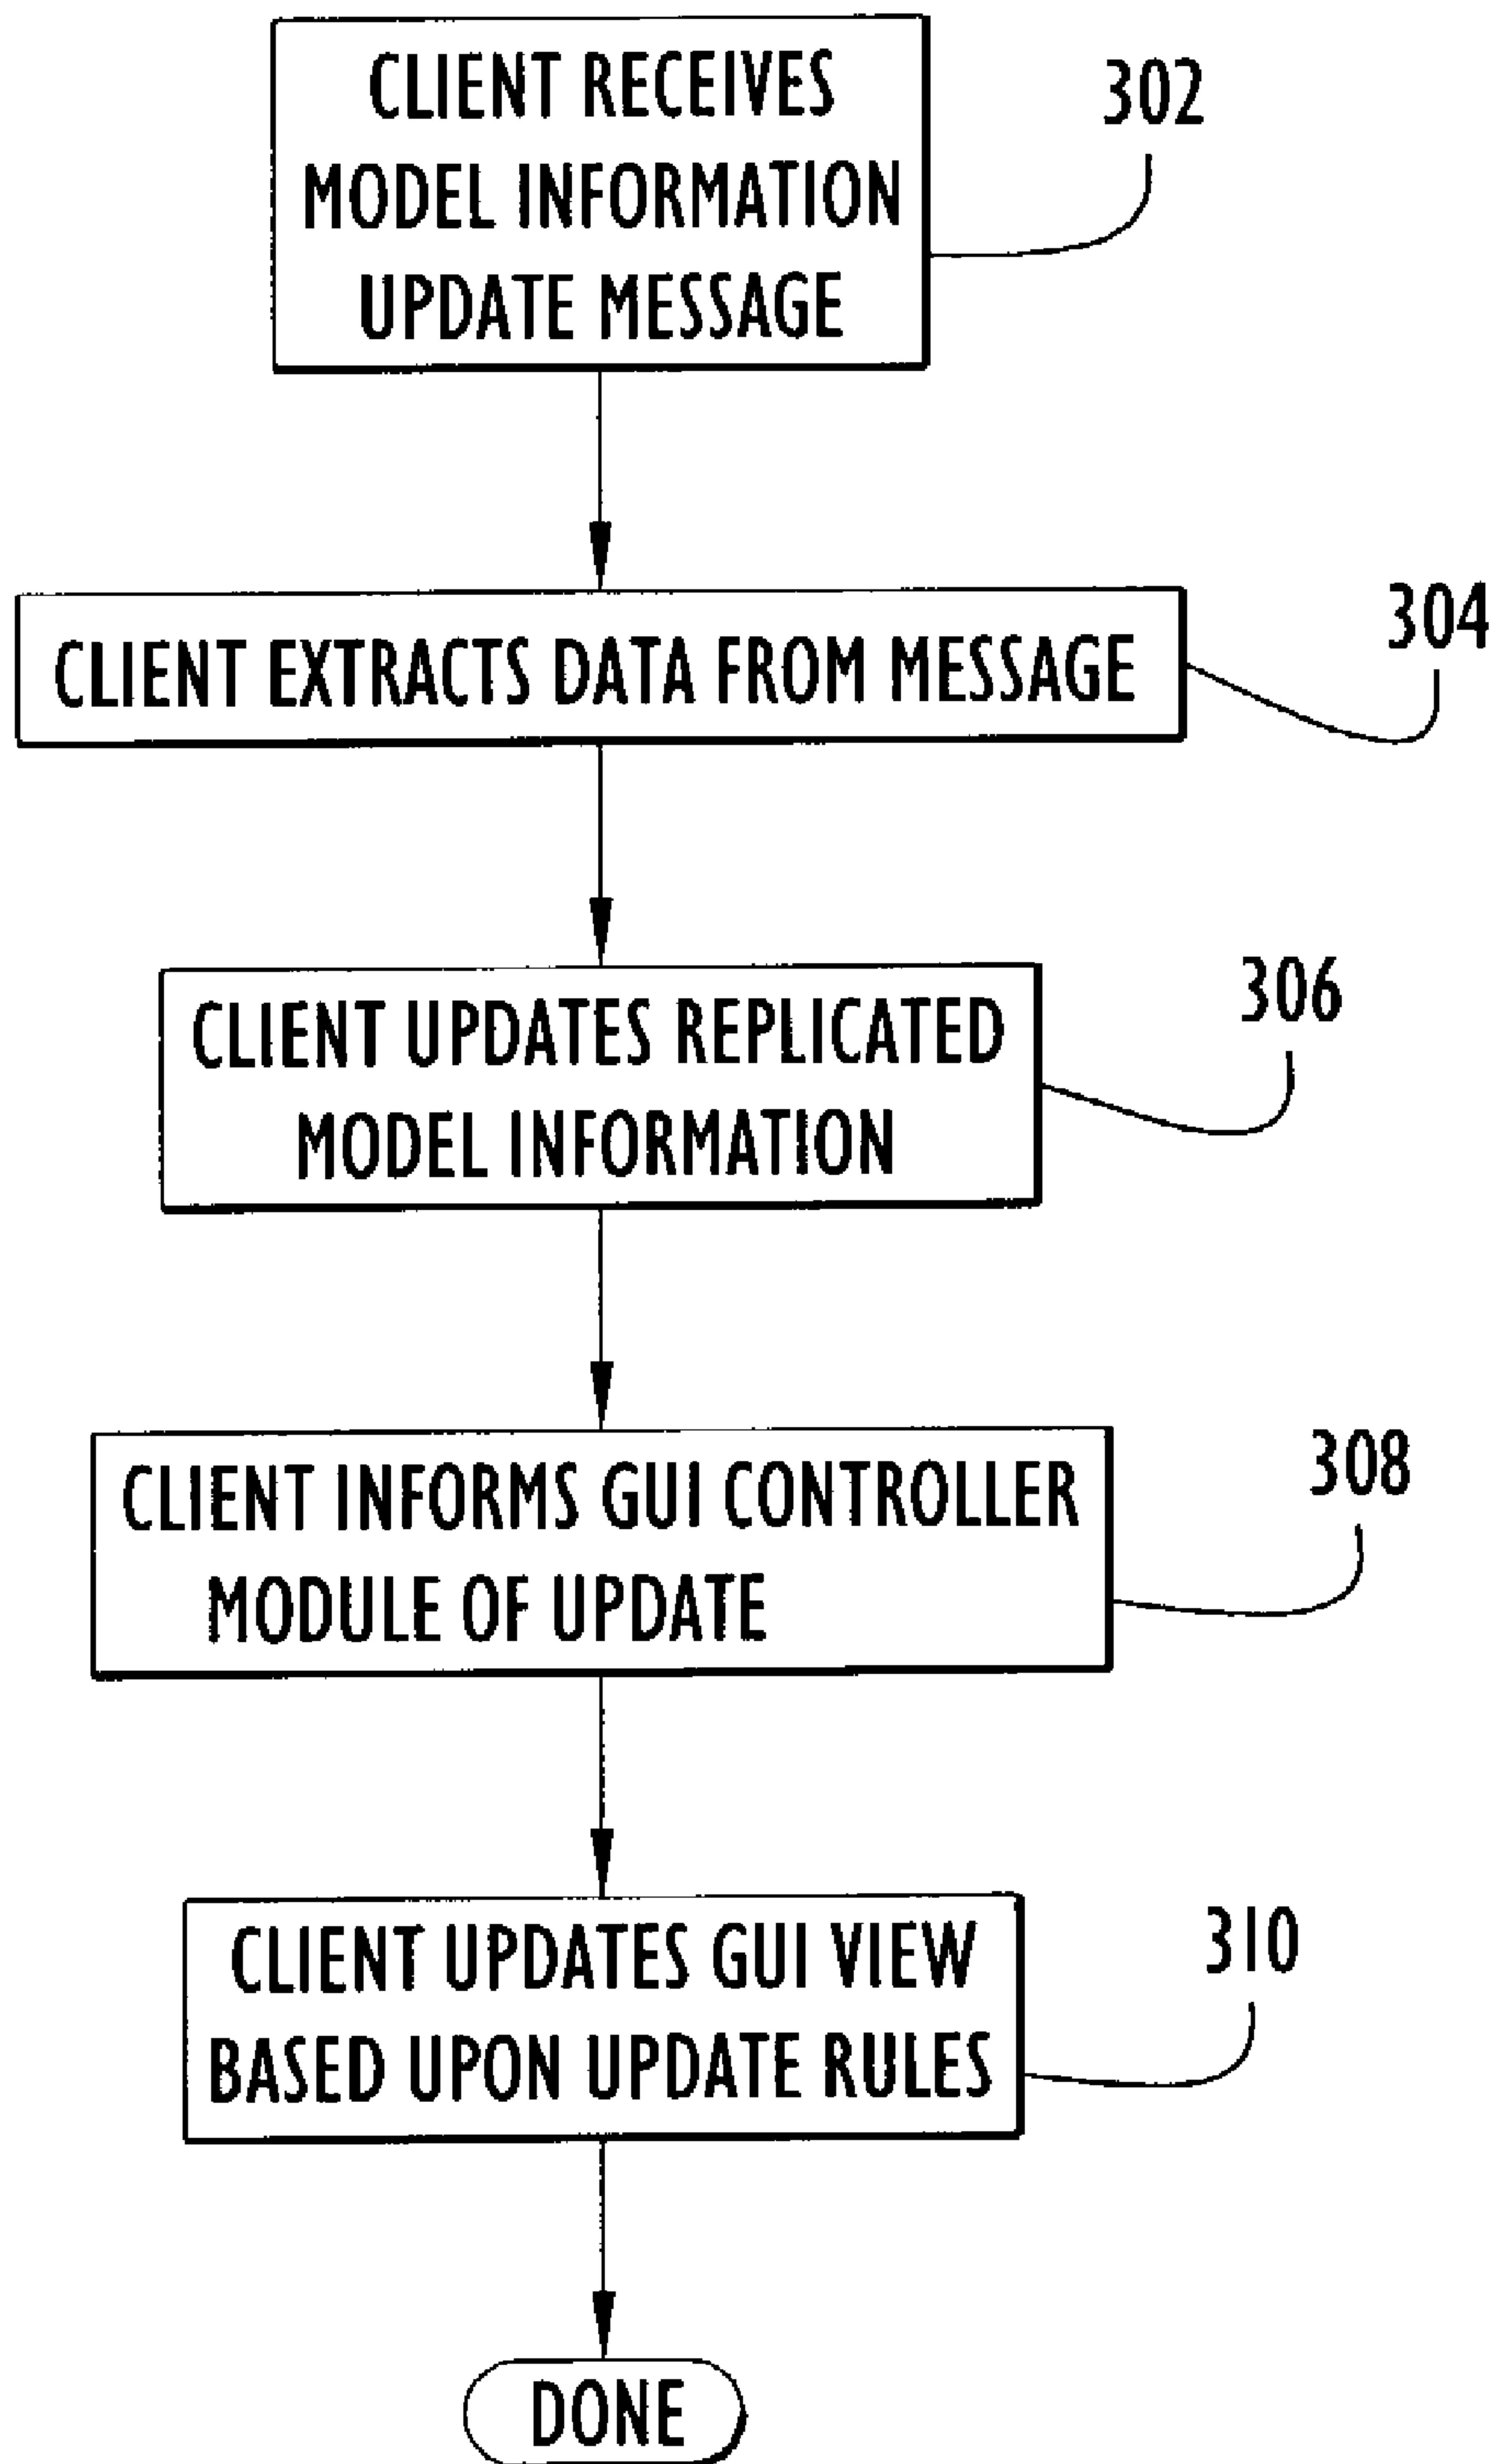 CLIENT RECEIVES
MODEL INFORMATION
UPDATE MESSAGE
302
CLIENT EXTRACTS DATA FROM MESSAGE
304
CLIENT UPDATES REPLICATED
MODEL INFORMATION
306
CLIENT INFORMS GUI CONTROLLER
MODULE OF UPDATE
308
CLIENT UPDATES GUI VIEW
BASED UPON UPDATE RULES
310
DONE